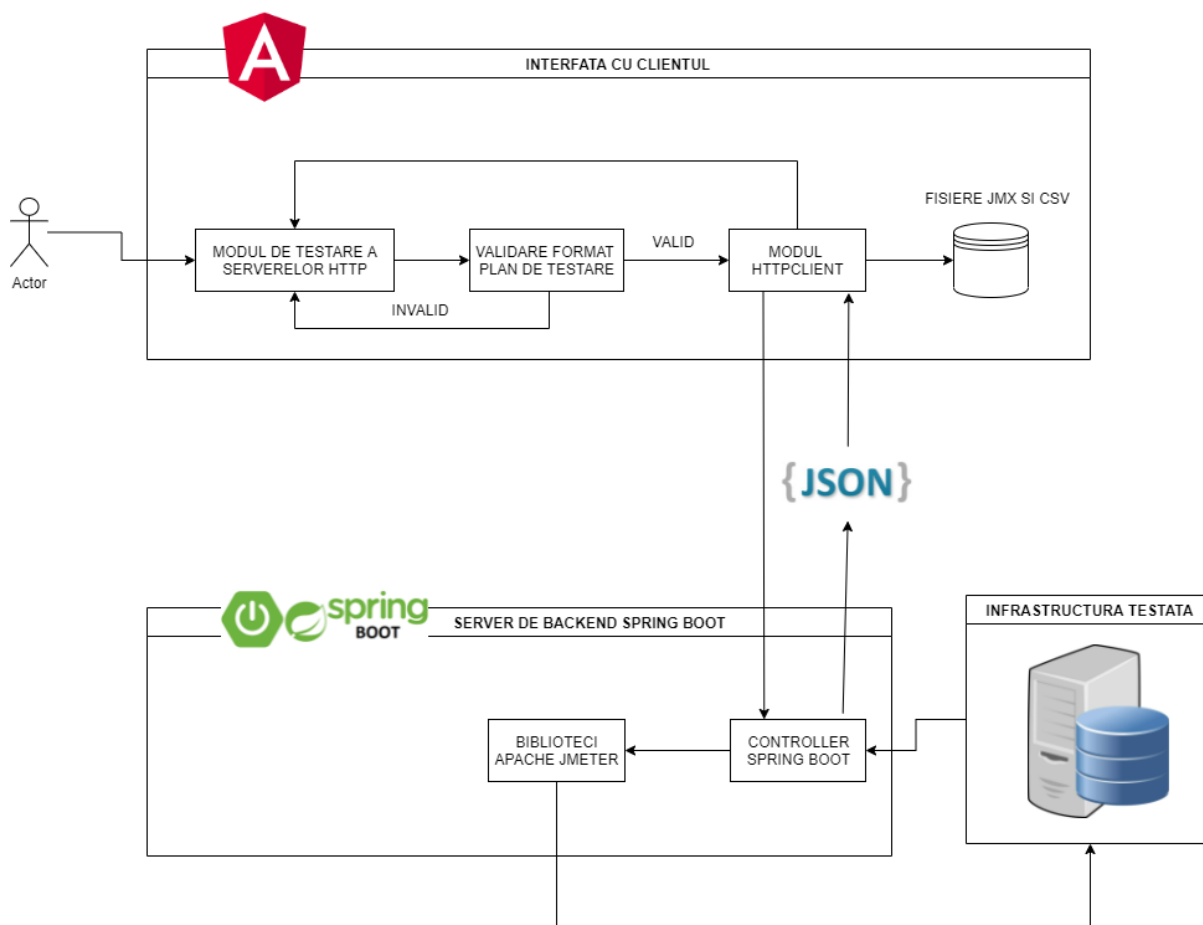 A
INTERFATA CU CLIENTUL
FISIERE JMX SI CSV
MODUL DE TESTARE A
SERVERELOR HTTP
VALIDARE FORMAT
PLAN DE TESTARE
VALID
MODUL
HTTPCLIENT
Actor
INVALID
{JSON}
spring
BOOT
SERVER DE BACKEND SPRING BOOT
INFRASTRUCTURA TESTATA
BIBLIOTECI
APACHE JMETER
CONTROLLER
SPRING BOOT